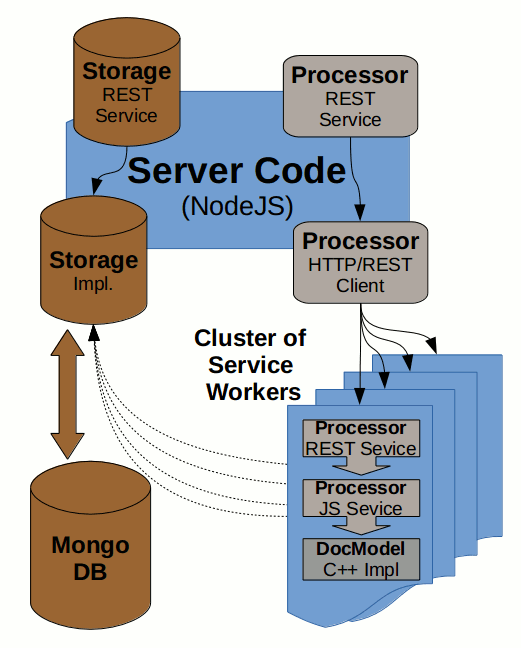 Storage
REST
Service
Processor
REST
Service
Server Code
(NodeJS)
Storage
Impl.
Processor
HTTP/REST
Client
Cluster of
Service
Workers
Processor
REST Sevice
Processor
JS Sevice
DocModel
C++ Impl
Mongo
DB